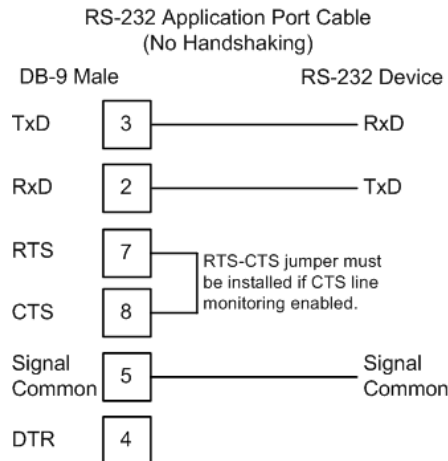 RS-232 Application Port Cable
(No Handshaking)
DB-9 Male RS-232 Device
TxD 3 RxD
RxD 2 TxD
RTS 7
RTS-CTS jumper must
be installed if CTS line
monitoring enabled.
CTS 8
Signal
Common 5 Signal
Common
DTR 4